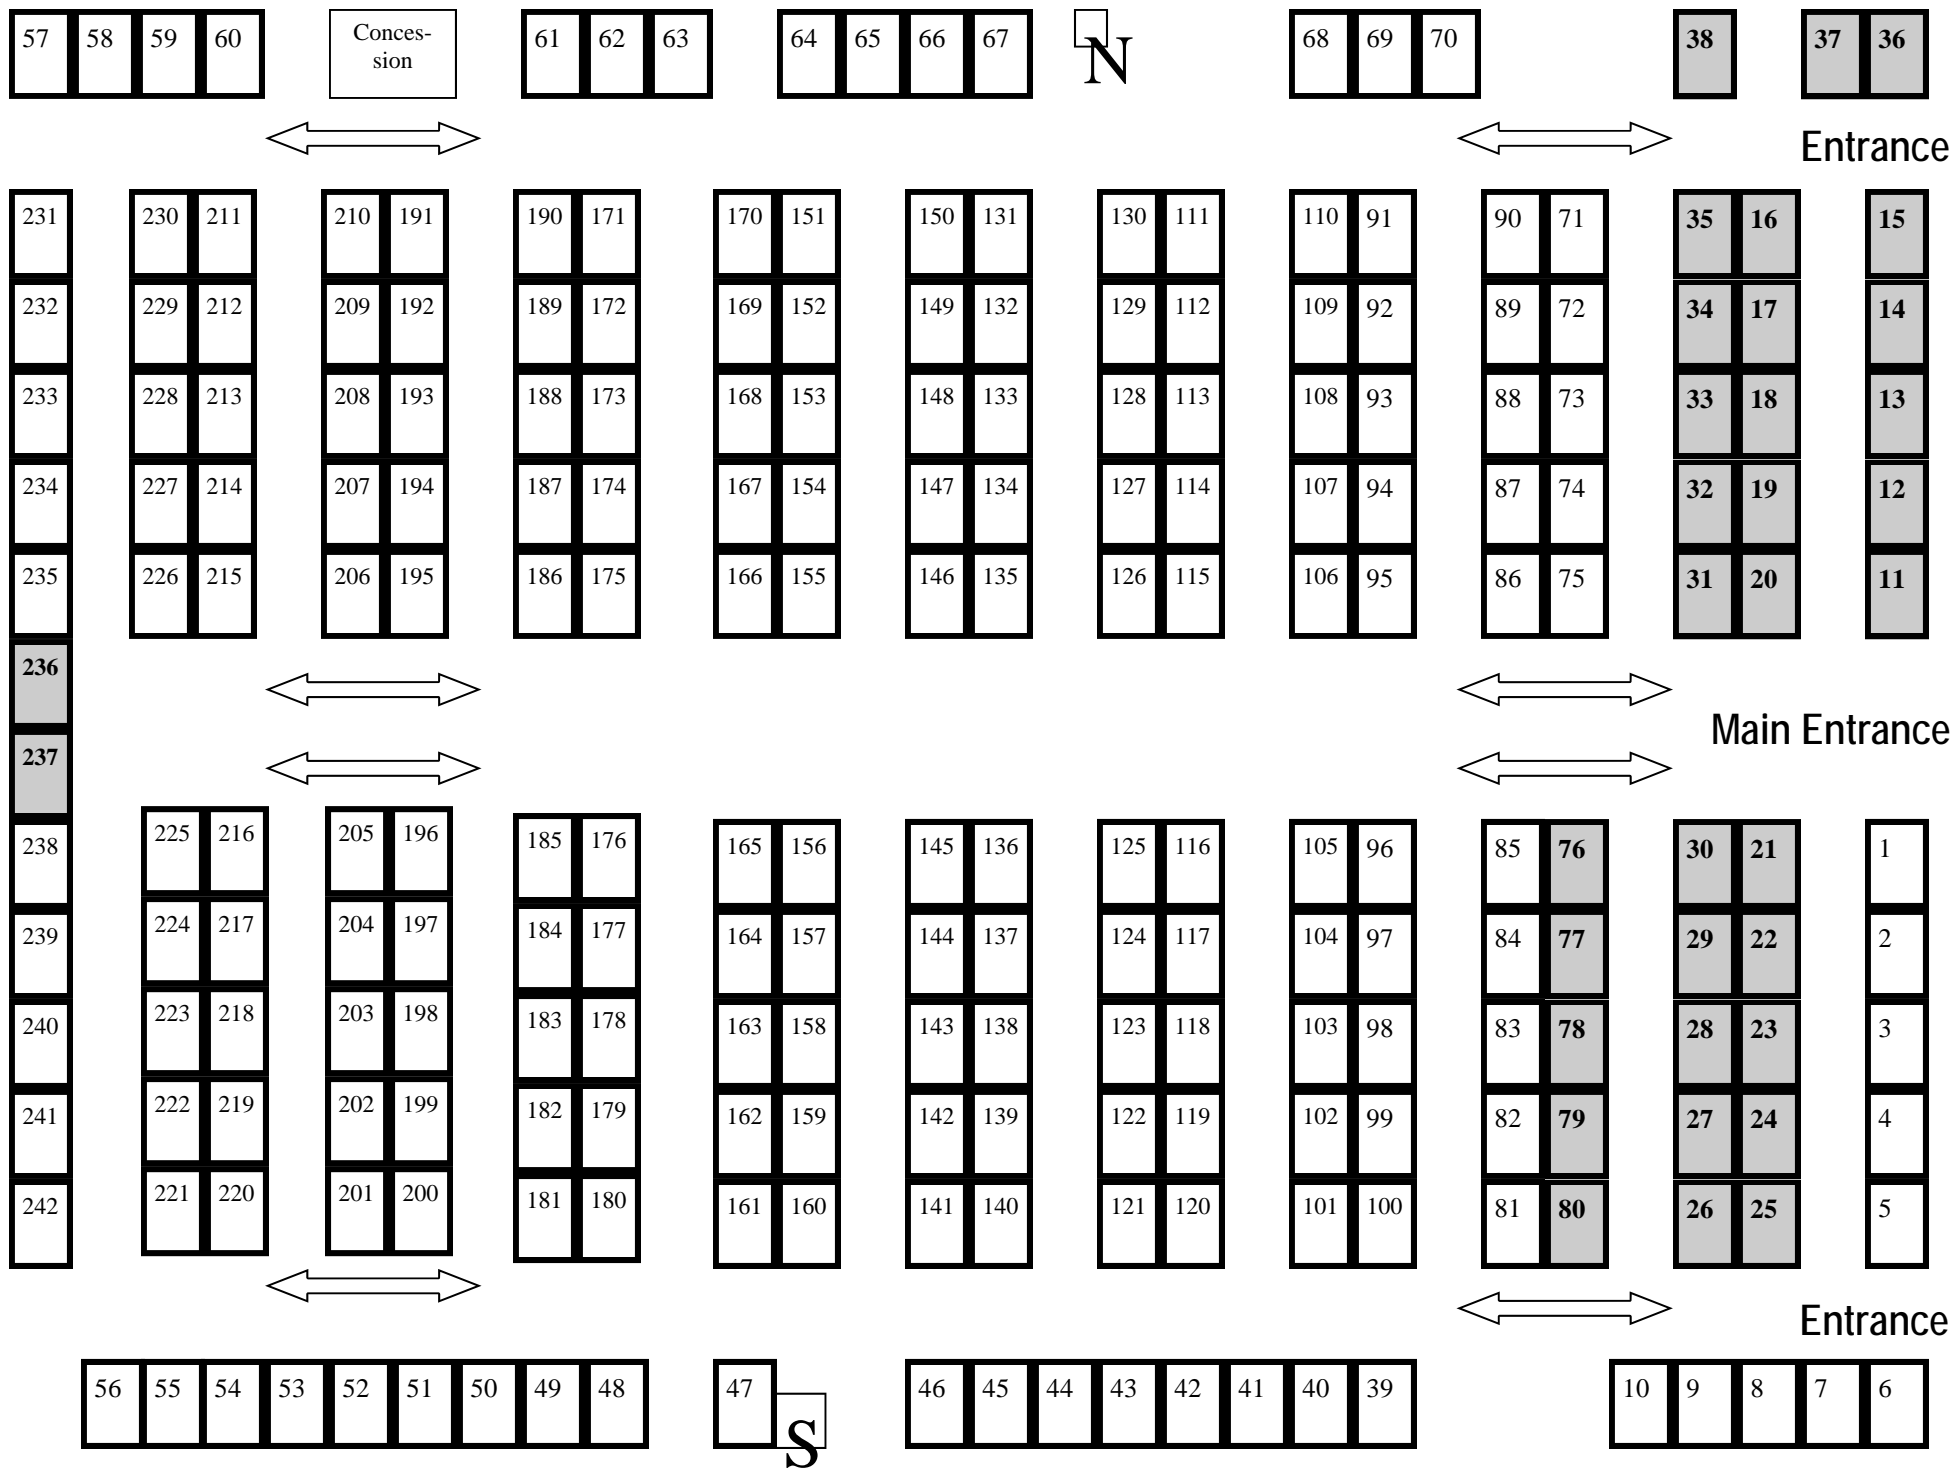 57 58 59 60 Conces- 61 62 63 64 65 66 67 N 68 69 70 38 37 36
sion
Entrance
231 230 211 210 191 190 171 170 151 150 131 130 111 110 91 90 71 35 16 15
232 229 212 209 192 189 172 169 152 149 132 129 112 109 92 89 72 34 17 14
233 228 213 208 193 188 173 168 153 148 133 128 113 108 93 88 73 33 18 13
234 227 214 207 194 187 174 167 154 147 134 127 114 107 94 87 74 32 19 12
235 226 215 206 195 186 175 166 155 146 135 126 115 106 95 86 75 31 20 11
236
Main Entrance
237
238 225 216 205 196 185 176 165 156 145 136 125 116 105 96 85 76 30 21 1
239 224 217 204 197 184 177 164 157 144 137 124 117 104 97 84 77 29 22 2
240 223 218 203 198 183 178 163 158 143 138 123 118 103 98 83 78 28 23 3
241 222 219 202 199 182 179 162 159 142 139 122 119 102 99 82 79 27 24 4
242 221 220 201 200 181 180 161 160 141 140 121 120 101 100 81 80 26 25 5
Entrance
56 55 54 53 52 51 50 49 48 47 S 46 45 44 43 42 41 40 39 10 9 8 7 6